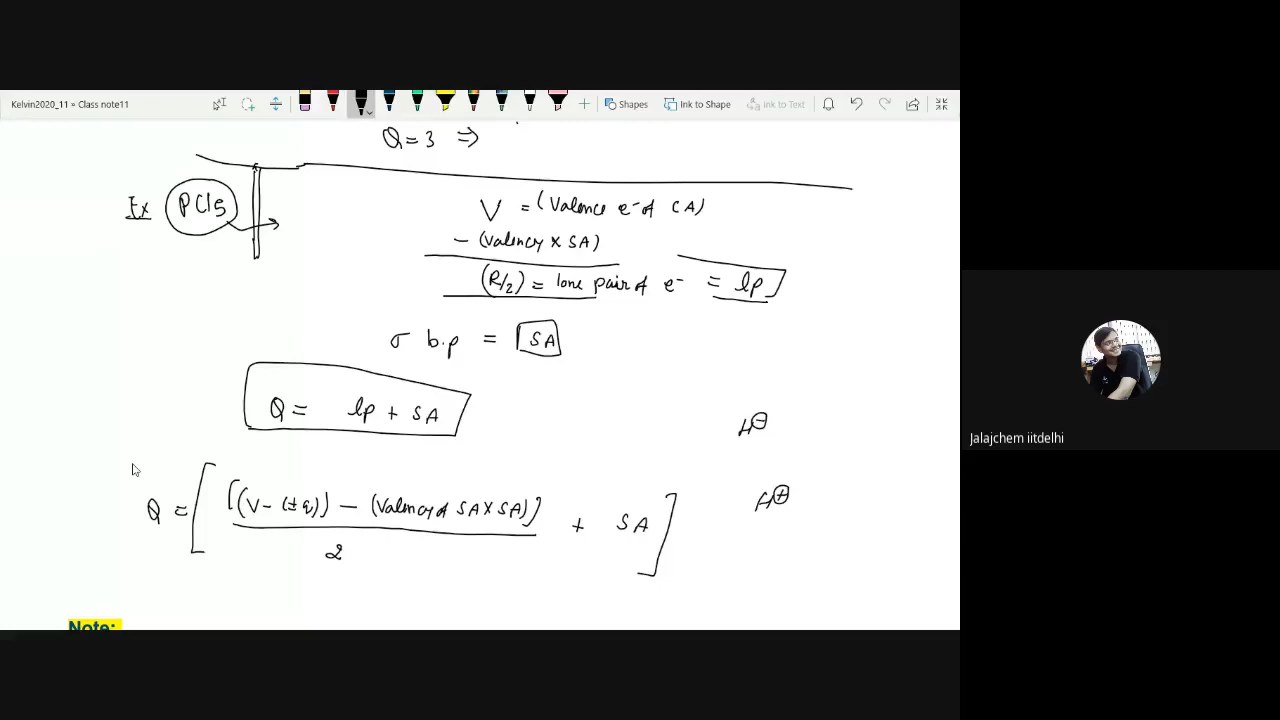 Kelvin2020_11 » Class note11
Shapes
Ink to Shape
Ink to Text
Q = 3 ⇒
Ex PCl5
V = (Valence e⁻ of CA)
− (Valency × SA)
(R/2) = lone pair of e⁻ = lp
σ b.p = SA
Q = lp + SA
Q = [ [(V − (± q)) − (Valency of SA × SA)] / 2 + SA ]
Jalajchem iitdelhi
Note: